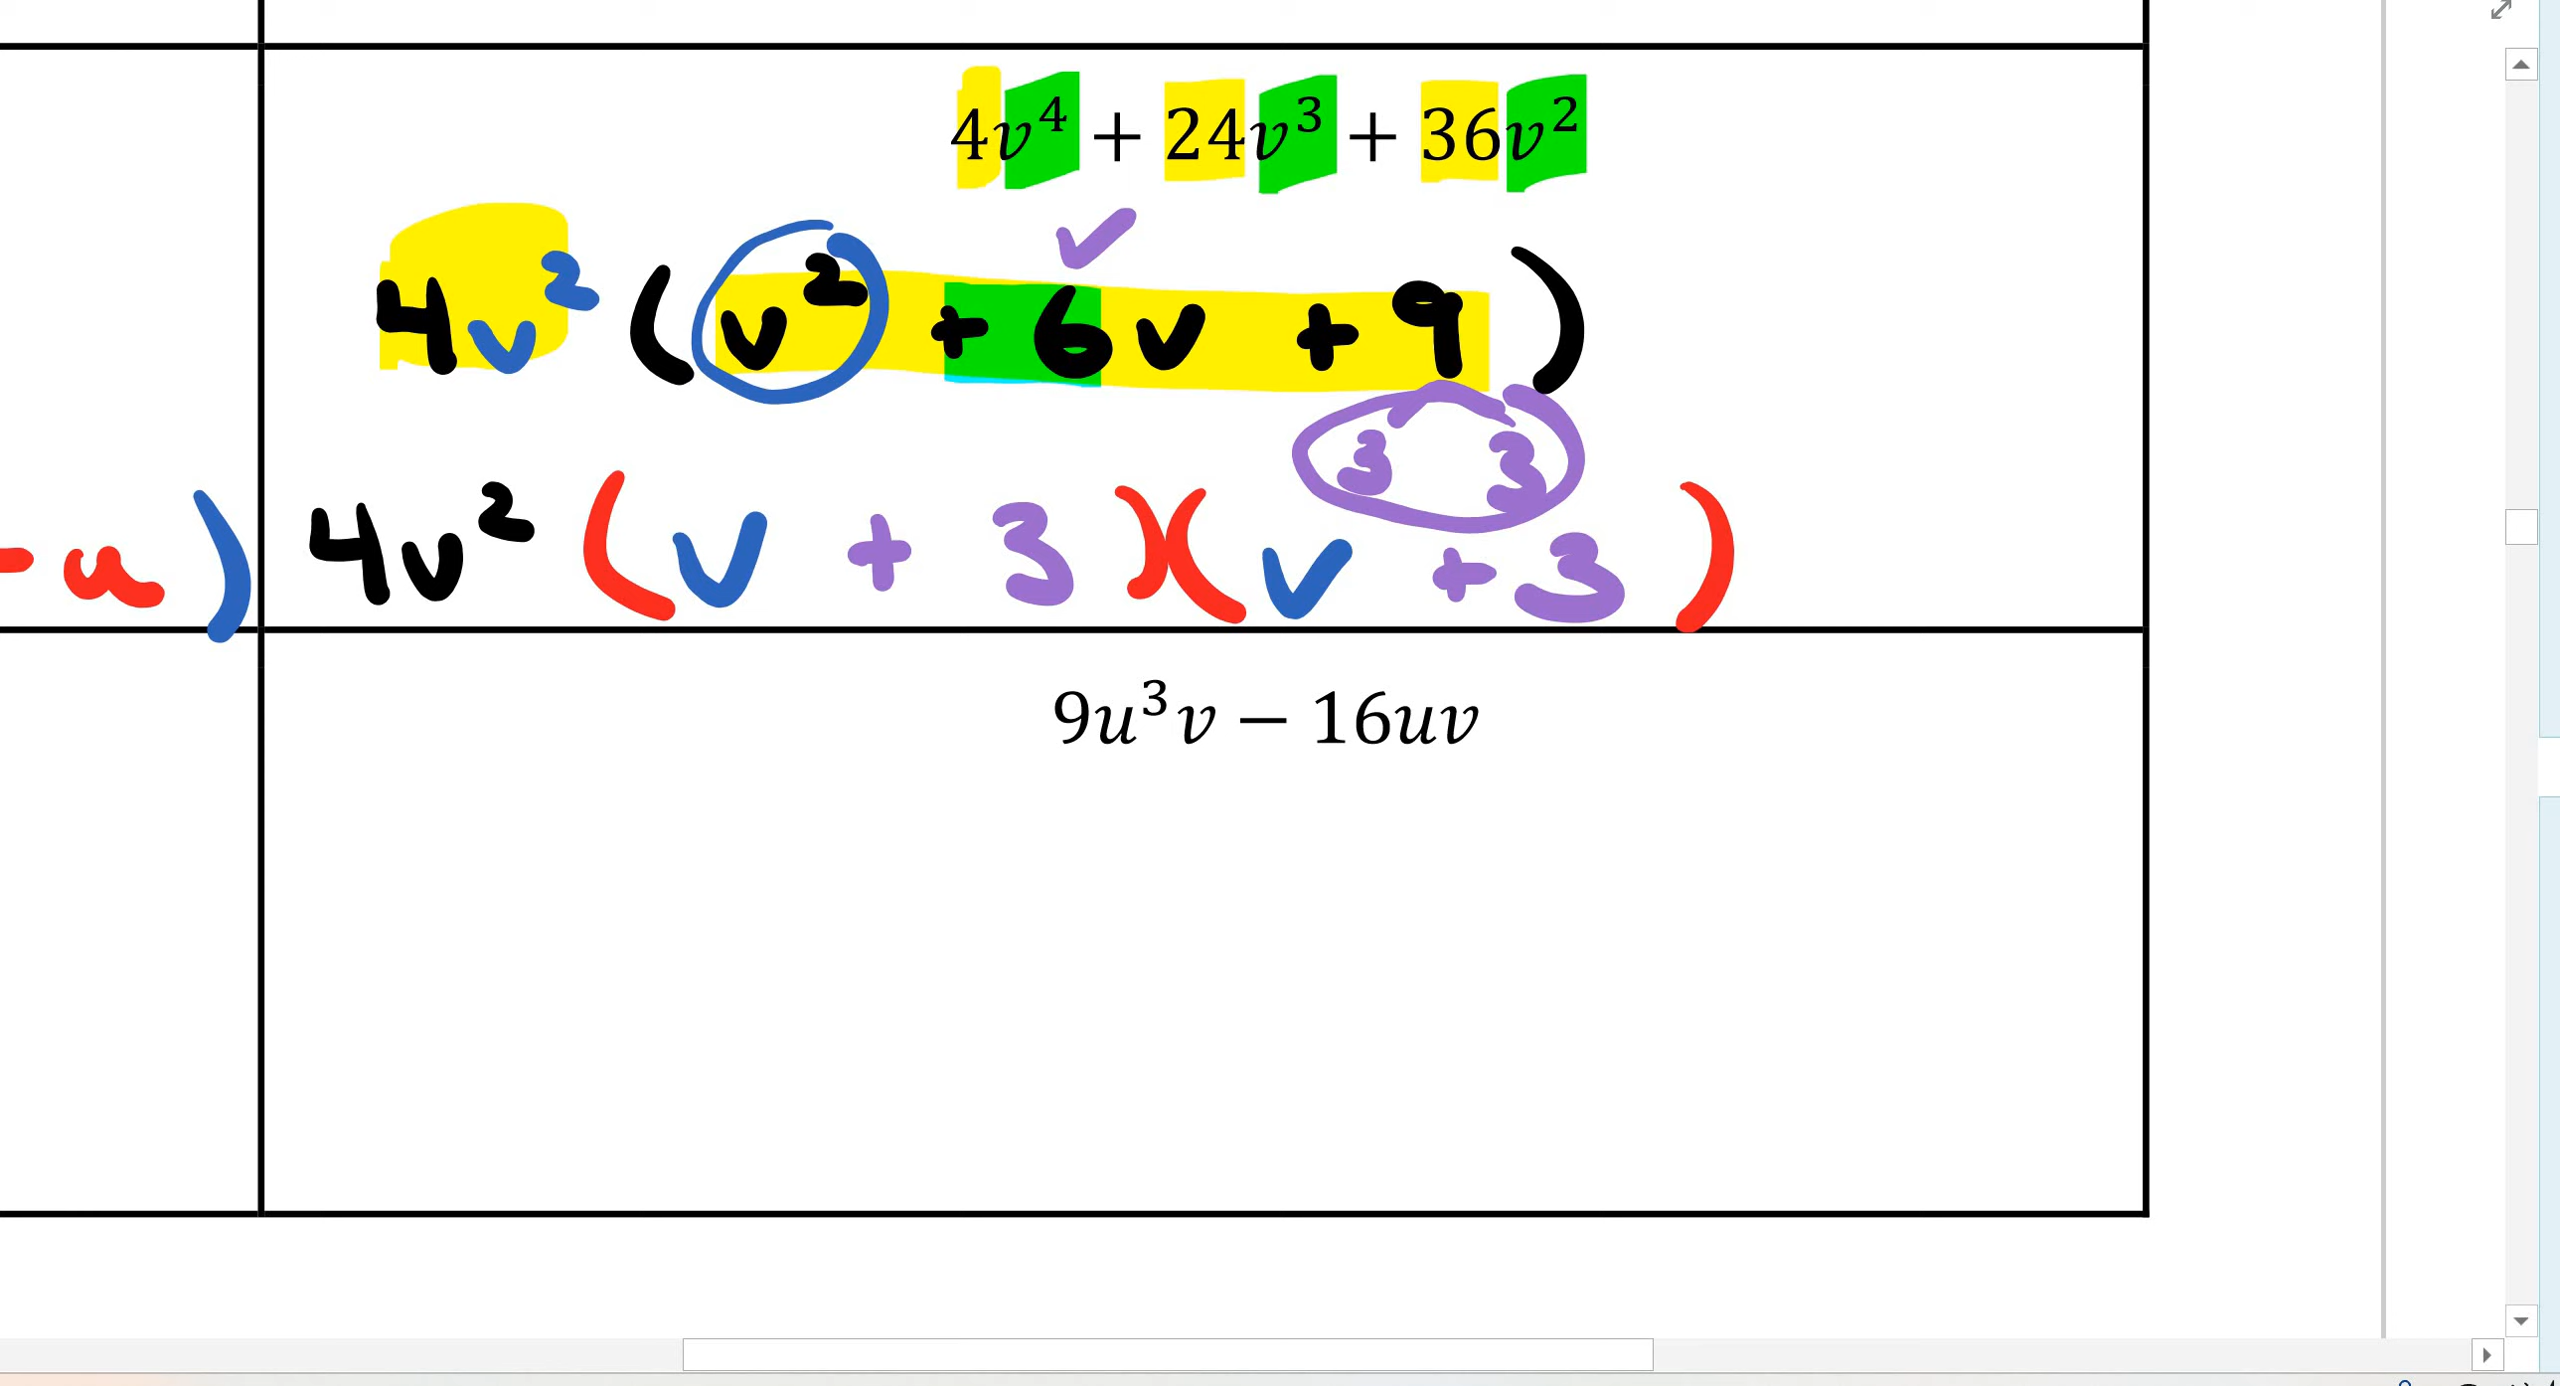 4v⁴ + 24v³ + 36v²
4v² (v² + 6v + 9)
3 3
- u) 4v² (v + 3)(v + 3)
9u³v − 16uv